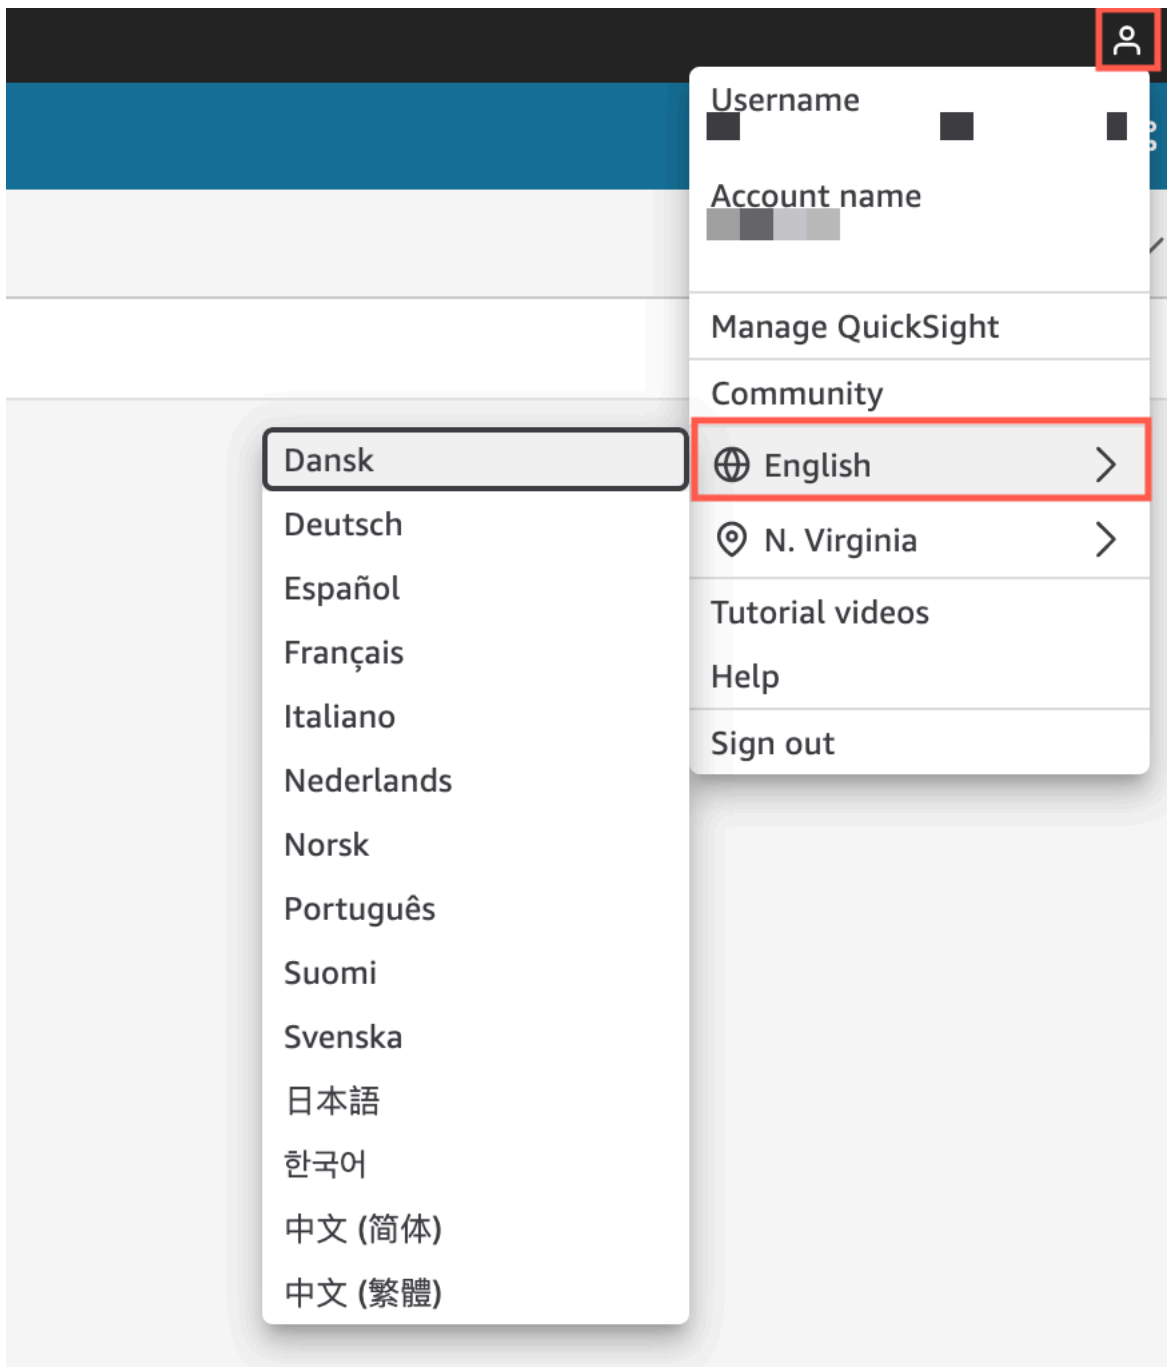 Username
Account name
Manage QuickSight
Community
English
N. Virginia
Tutorial videos
Help
Sign out
Dansk
Deutsch
Español
Français
Italiano
Nederlands
Norsk
Português
Suomi
Svenska
日本語
한국어
中文 (简体)
中文 (繁體)